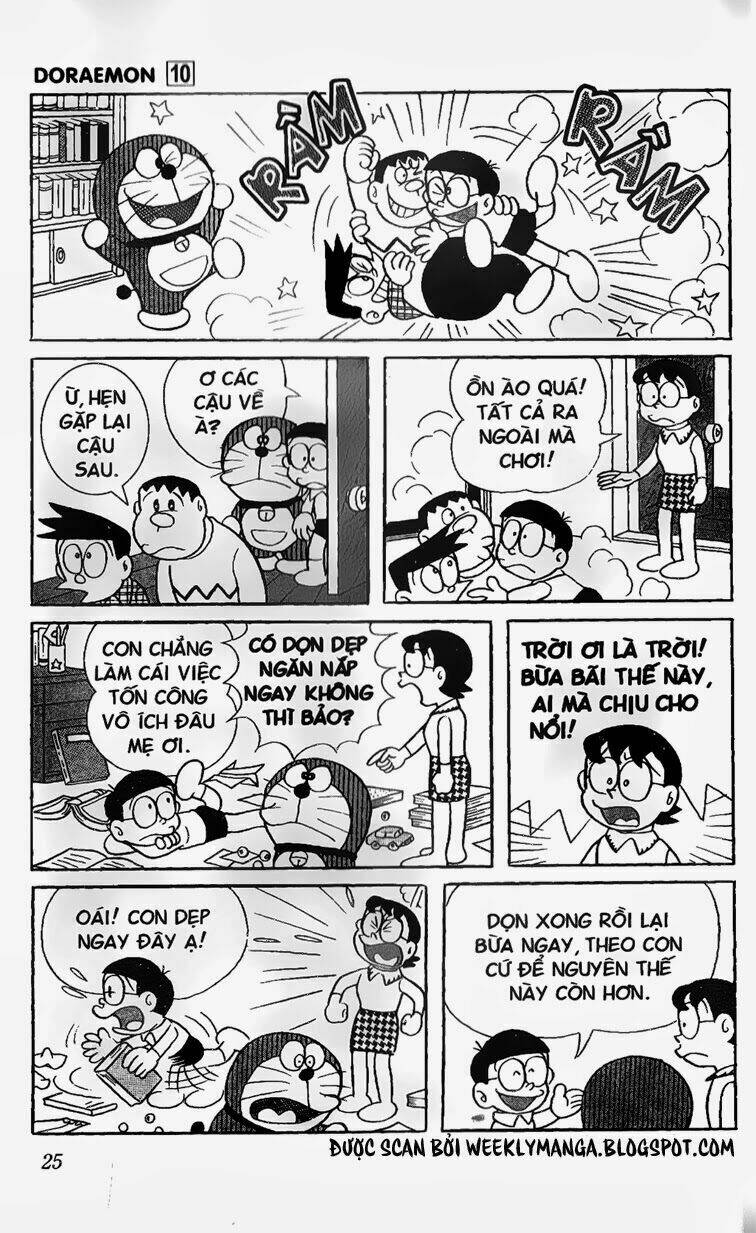 DORAEMON 10
RẦM
RẦM
Ừ, HẸN
GẶP LẠI
CẬU
SAU.
Ơ CÁC
CẬU VỀ
À?
ỒN ÀO QUÁ!
TẤT CẢ RA
NGOÀI MÀ
CHƠI!
CON CHẲNG
LÀM CÁI VIỆC
TỐN CÔNG
VÔ ÍCH ĐÂU
MẸ ƠI.
CÓ DỌN DẸP
NGĂN NẮP
NGAY KHÔNG
THÌ BẢO?
TRỜI ƠI LÀ TRỜI!
BỪA BÃI THẾ NÀY,
AI MÀ CHỊU CHO
NỔI!
OÁI! CON DẸP
NGAY ĐÂY Ạ!
DỌN XONG RỒI LẠI
BỪA NGAY, THEO CON
CỨ ĐỂ NGUYÊN THẾ
NÀY CÒN HƠN.
ĐƯỢC SCAN BỞI WEEKLYMANGA.BLOGSPOT.COM
25